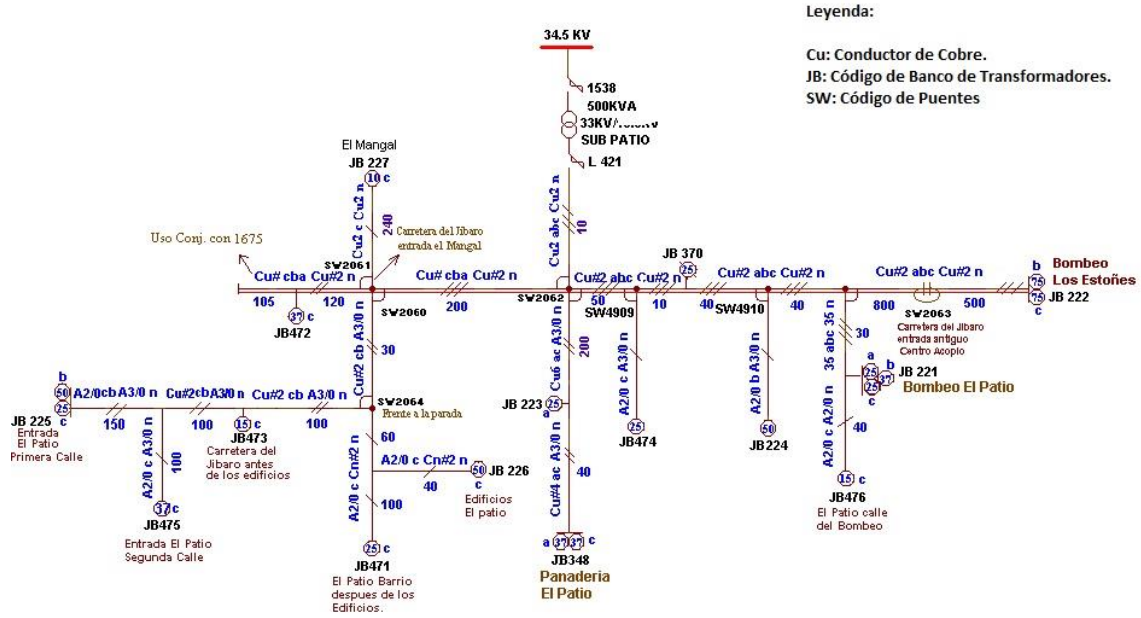 Leyenda:
Cu: Conductor de Cobre.
JB: Código de Banco de Transformadores.
SW: Código de Puentes
34.5 KV
1538
500KVA
SUB PATIO
L 421
Cu2 abc Cu2 n
10
El Mangal
JB 227
10 c
Cu2 c Cu2 n
240
Carretera del Jibaro
entrada el Mangal
Uso Conj. con 1675
SW2061
Cu# cba Cu#2 n
105
120
37 c
JB472
Cu# cba Cu#2 n
200
SW2060
SW2062
Cu#2 abc Cu#2 n
50
SW4909
JB 370
25
10
40
Cu#2 abc Cu#2 n
SW4910
40
Cu#2 abc Cu#2 n
800
500
SW2063
Carretera del Jibaro
entrada antiguo
Centro Acopio
b
75
75
c
Bombeo
Los Estoñes
JB 222
Cu#2 cb A3/0 n
30
SW2064
Frente a la parada
Cu#2 cb A3/0 n
100
15 c
JB473
Carretera del
Jibaro antes
de los edificios
Cu#2cbA3/0 n
100
A2/0cb A3/0 n
150
b
50
25
c
JB 225
Entrada
El Patio
Primera Calle
A2/0 c A3/0 n
100
37 c
JB475
Entrada El Patio
Segunda Calle
60
A2/0 c Cn#2 n
40
50
c
JB 226
Edificios
El patio
A2/0 c Cn#2 n
100
25 c
JB471
El Patio Barrio
despues de los
Edificios.
Cu6 ac A3/0 n
200
JB 223
25
a
Cu#4 ac A3/0 n
40
a 37 37 c
JB348
Panaderia
El Patio
A2/0 c A3/0 n
25
JB474
A2/0 b A3/0 n
50
JB224
35 abc 35 n
30
a
25
b
37
25
c
JB 221
Bombeo El Patio
A2/0 c A2/0 n
40
15 c
JB476
El Patio calle
del Bombeo